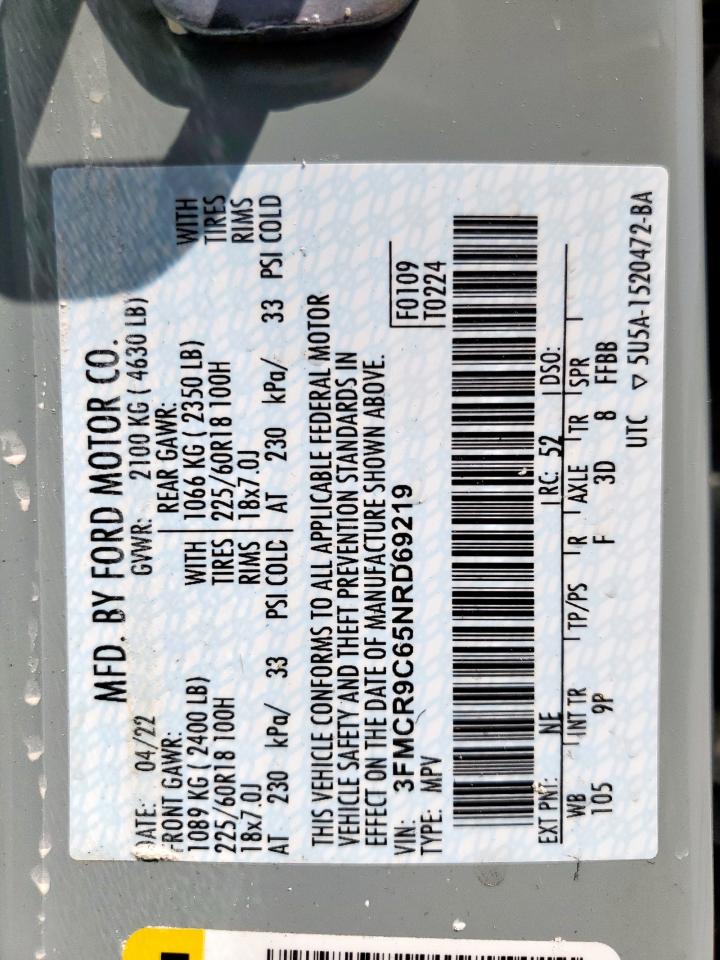 MFD. BY FORD MOTOR CO.
DATE: 04/22 GVWR: 2100 KG ( 4630 LB)
FRONT GAWR: REAR GAWR:
1089 KG ( 2400 LB) WITH 1066 KG ( 2350 LB) WITH
225/60R18 100H TIRES 225/60R18 100H TIRES
18x7.0J RIMS 18x7.0J RIMS
AT 230 kPa/ 33 PSI COLD AT 230 kPa/ 33 PSI COLD
THIS VEHICLE CONFORMS TO ALL APPLICABLE FEDERAL MOTOR
VEHICLE SAFETY AND THEFT PREVENTION STANDARDS IN
EFFECT ON THE DATE OF MANUFACTURE SHOWN ABOVE.
VIN: 3FMCR9C65NRD69219 F0109
TYPE: MPV T0224
EXT PNT: NE RC: 52 DSO:
WB INT TR TP/PS R AXLE TR SPR
105 9P F 3D 8 FFBB
UTC ▽ 5U5A-1520472-BA